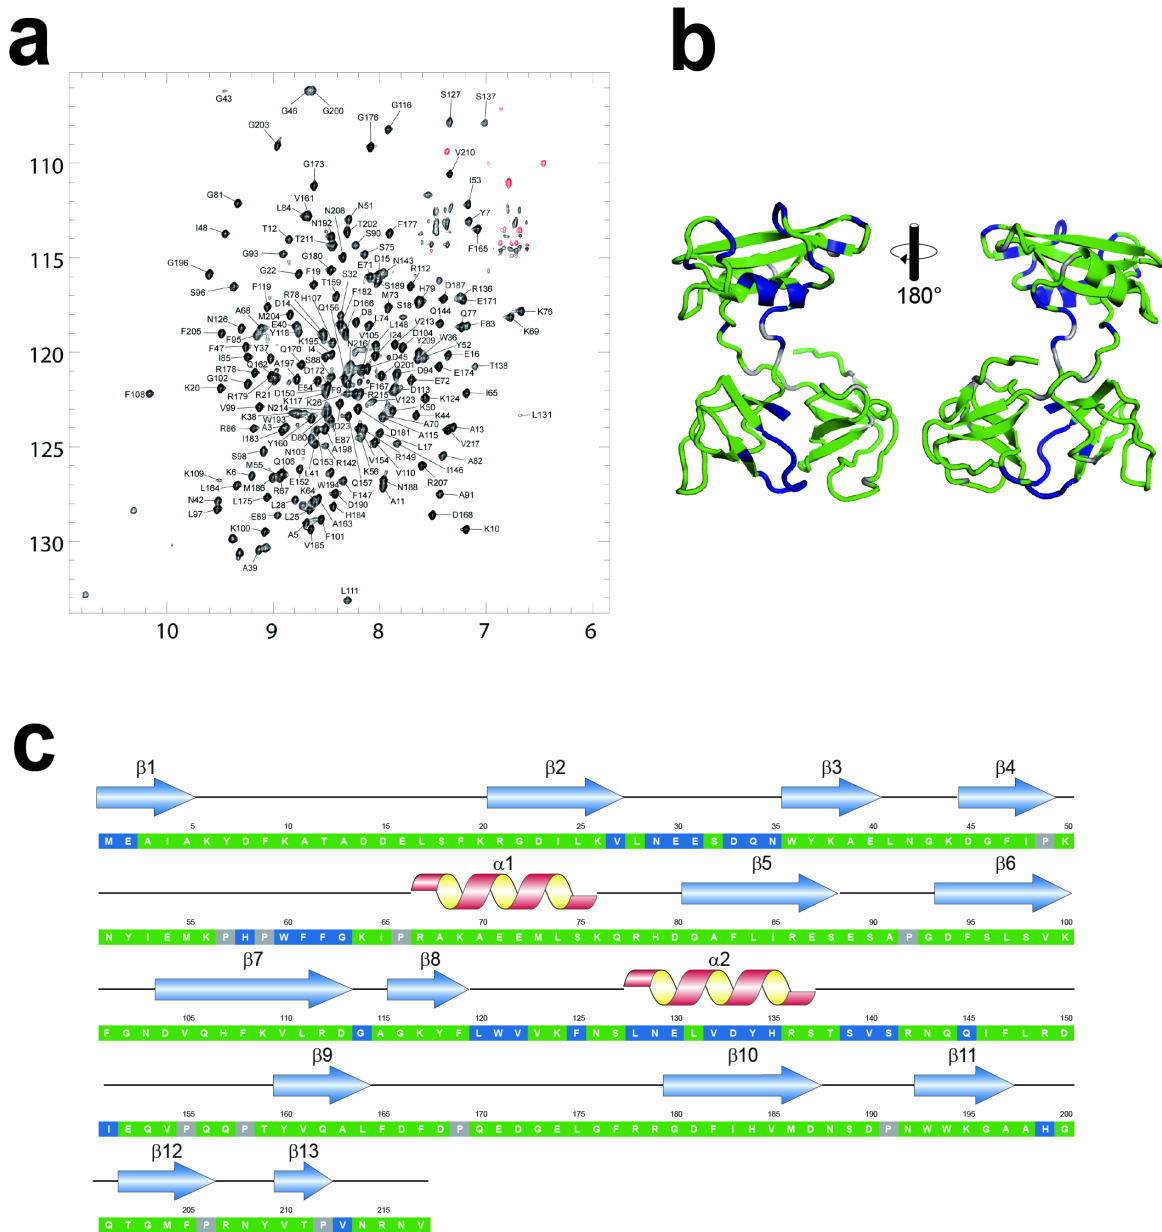 a
b
G43
G46
G200
G203
G176
G116
S127
S137
V210
110
G173
I53
V161
L84
N208
N51
Y7
G81
N192
T202
F177
I48
T12
T211
S90
F165
G93
G180
S75
115
G196
G22
F19
S32
E71
D15
N143
S96
F119
T159
F182
S189
R112
D187
R136
R78
H107
D166
M73
H79
E171
A68
D14
Q156
D8
S18
Q144
Q77
K76
N126
M204
E40
L74
V213
F83
K69
F205
F95
Y118
V105
L148
D104
W36
I4
N216
I24
Y209
Y52
120
F47
Y37
Q170
K195
D45
E16
T138
I85
Q162
S88
Q201
D94
R178
A197
D172
F167
E72
E174
G102
E54
F9
D113
K20
R179
R21
D150
R215
K124
I65
F108
K117
V123
V99
N214
K26
K50
K38
K44
L131
W193
D23
A70
R86
A3
A115
A13
125
I183
D80
E87
D181
V217
Y160
A198
L17
S98
N103
R149
A82
Q106
Q153
R142
V154
I146
K109
K6
M55
K56
V110
M186
E152
W194
Q157
R207
L164
R67
K64
F147
N188
A91
L175
L41
D190
A11
N42
L28
H184
L97
E89
L25
A163
D168
K100
A5
F101
K10
130
V185
A39
L111
10 9 8 7 6
180°
c
β1 β2 β3 β4
5 10 15 20 25 30 35 40 45 50
M E A I A K Y D F K A T A D D E L S F K R G D I L K V L N E E S D Q N W Y K A E L N G K D G F I P K
α1 β5 β6
55 60 65 70 75 80 85 90 95 100
N Y I E M K P H P W F F G K I P R A K A E E M L S K Q R H D G A F L I R E S E S A P G D F S L S V K
β7 β8 α2
105 110 115 120 125 130 135 140 145 150
F G N D V Q H F K V L R D G A G K Y F L W V V K F N S L N E L V D Y H R S T S V S R N Q Q I F L R D
β9 β10 β11
155 160 165 170 175 180 185 190 195 200
I E Q V P Q Q P T Y V Q A L F D F D P Q E D G E L G F R R G D F I H V M D N S D P N W W K G A A H G
β12 β13
205 210 215
Q T G M F P R N Y V T P V N R N V